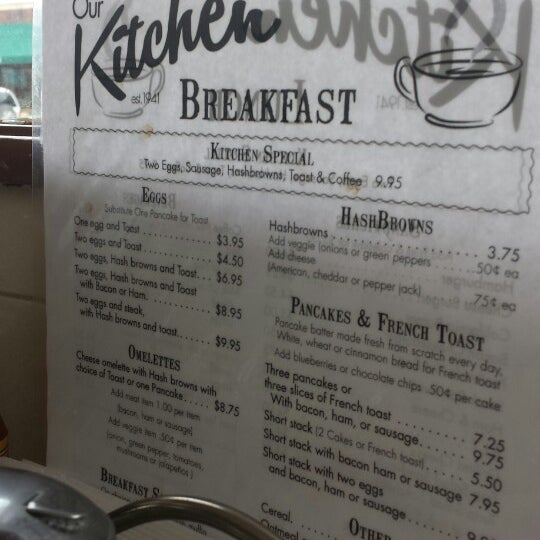 Our
Kitchen
est. 1941
BREAKFAST
KITCHEN SPECIAL
Two Eggs, Sausage, Hashbrowns, Toast & Coffee 9.95
EGGS
Substitute One Pancake for Toast
One egg and Toast $3.95
Two eggs and Toast $4.50
Two eggs, Hash browns and Toast $6.95
Two eggs, Hash browns and Toast
with Bacon or Ham. $8.95
Two eggs and steak,
with Hash browns and toast $9.95
OMELETTES
Cheese omelette with Hash browns with
choice of Toast or one Pancake $8.75
Add meat item 1.00 per item
(bacon, ham or sausage)
Add veggie item .50¢ per item
(onion, green pepper, tomatoes,
mushrooms or jalapeños )
BREAKFAST
HASHBROWNS
Hashbrowns 3.75
Add veggie (onions or green peppers .50¢ ea
Add cheese
(American, cheddar or pepper jack) .75¢ ea
PANCAKES & FRENCH TOAST
Pancake batter made fresh from scratch every day.
White, wheat or cinnamon bread for French toast
Add blueberries or chocolate chips .50¢ per cake
Three pancakes or
three slices of French toast 7.25
With bacon, ham, or sausage 9.75
Short stack (2 Cakes or French toast) 5.50
Short stack with bacon ham or sausage 7.95
Short stack with two eggs
and bacon, ham or sausage
OTHER
Cereal
Oatmeal